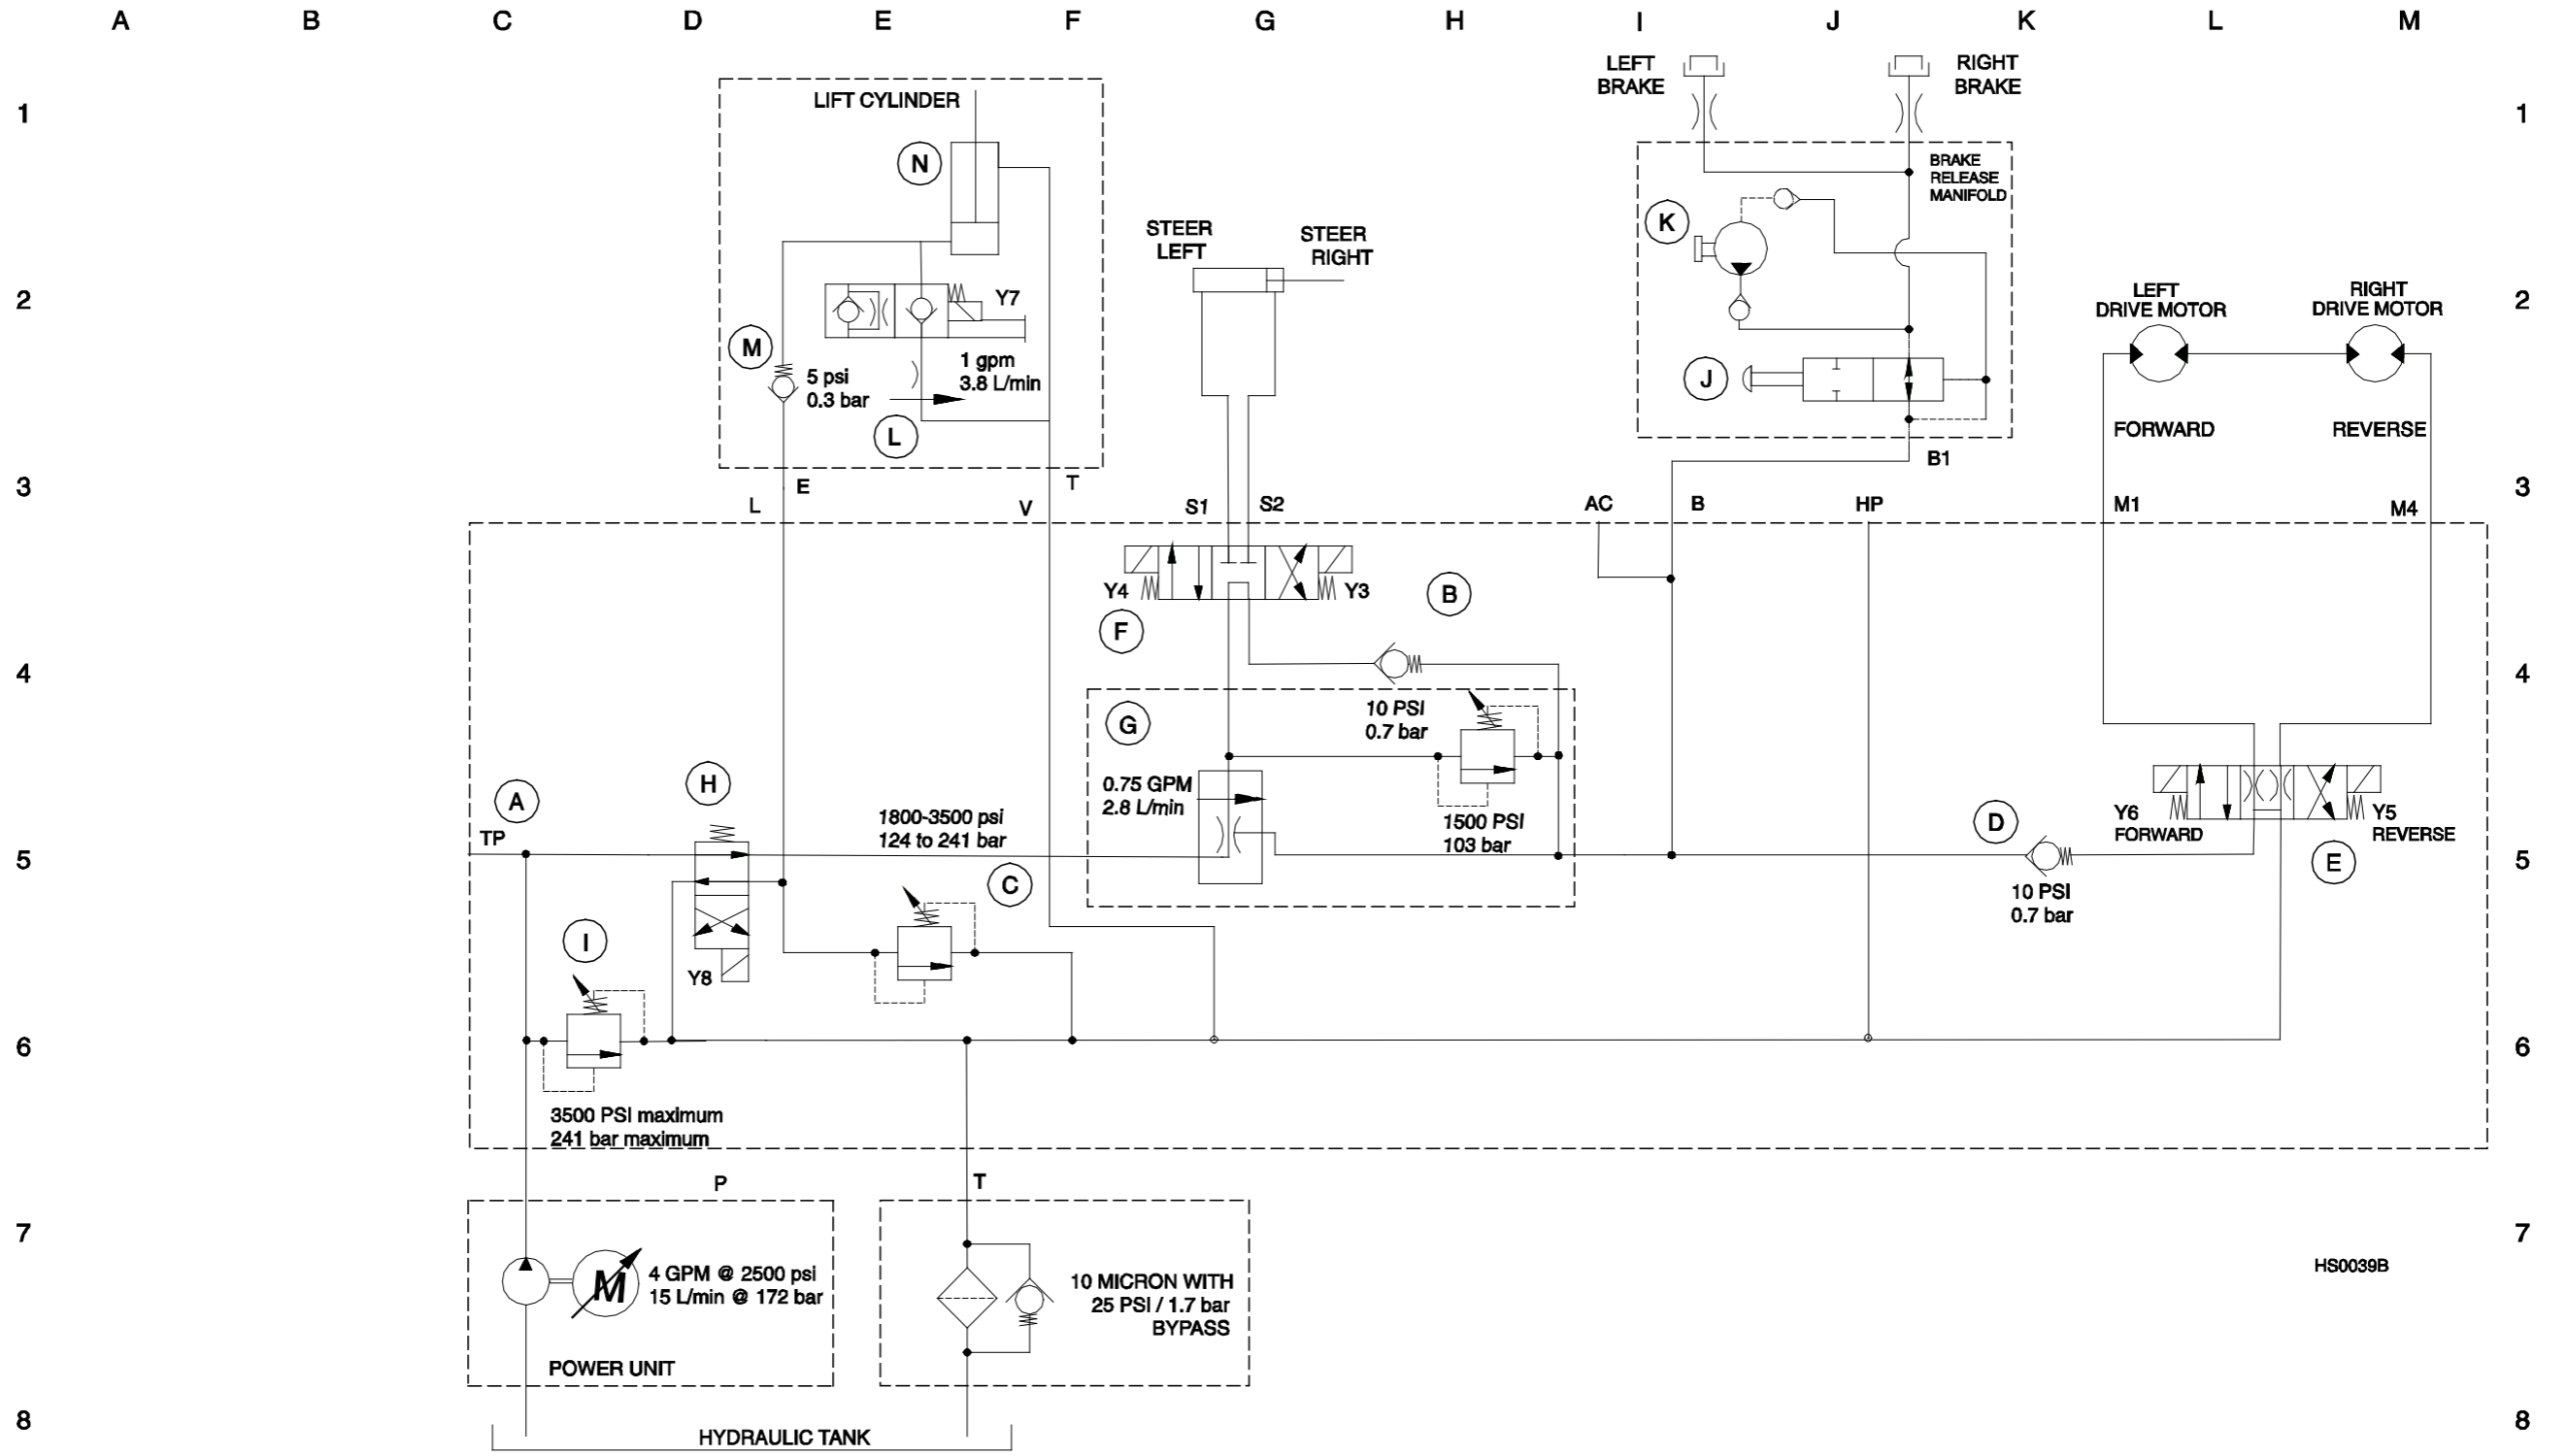 A B C D E F G H I J K L M
1 1
2 2
3 3
4 4
5 5
6 6
7 7
8 8
LIFT CYLINDER
N
M
5 psi
0.3 bar
Y7
1 gpm
3.8 L/min
L
E
T
L
V
STEER
LEFT
STEER
RIGHT
S1
S2
LEFT
BRAKE
RIGHT
BRAKE
BRAKE
RELEASE
MANIFOLD
K
J
B1
AC
B
HP
LEFT
DRIVE MOTOR
RIGHT
DRIVE MOTOR
FORWARD
REVERSE
M1
M4
Y4
Y3
F
B
G
10 PSI
0.7 bar
0.75 GPM
2.8 L/min
1500 PSI
103 bar
A
TP
H
Y8
1800-3500 psi
124 to 241 bar
C
I
3500 PSI maximum
241 bar maximum
D
10 PSI
0.7 bar
Y6
FORWARD
Y5
REVERSE
E
P
T
M
4 GPM @ 2500 psi
15 L/min @ 172 bar
POWER UNIT
10 MICRON WITH
25 PSI / 1.7 bar
BYPASS
HS0039B
HYDRAULIC TANK